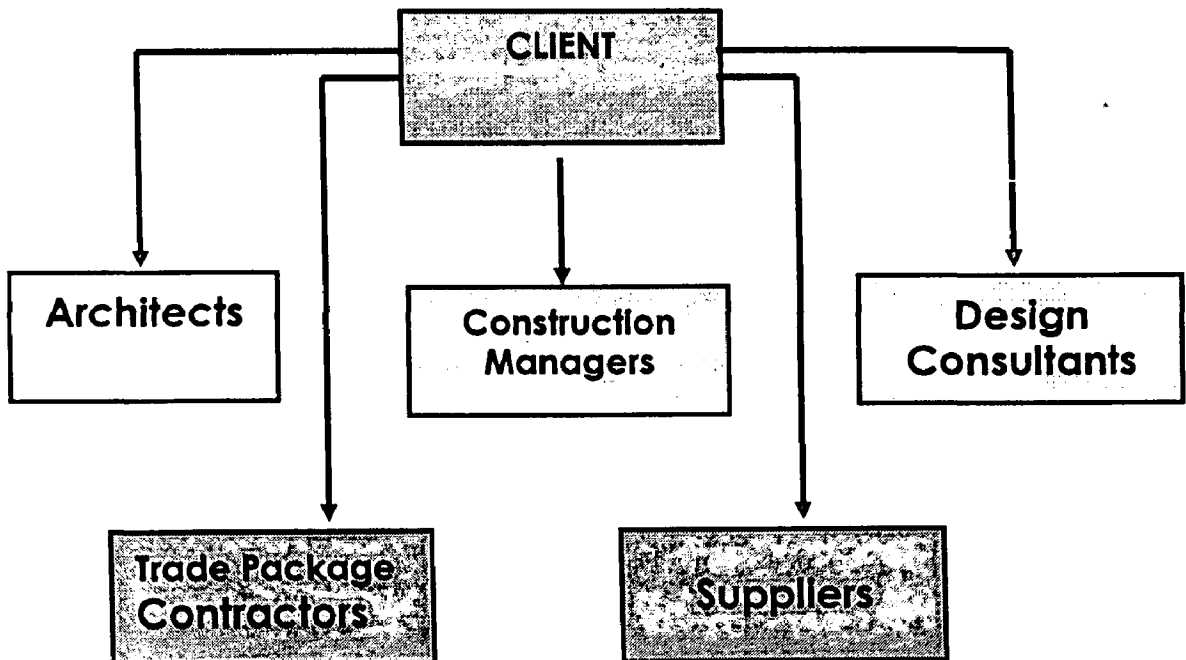 CLIENT
Architects
Construction
Managers
Design
Consultants
Trade Package
Contractors
Suppliers